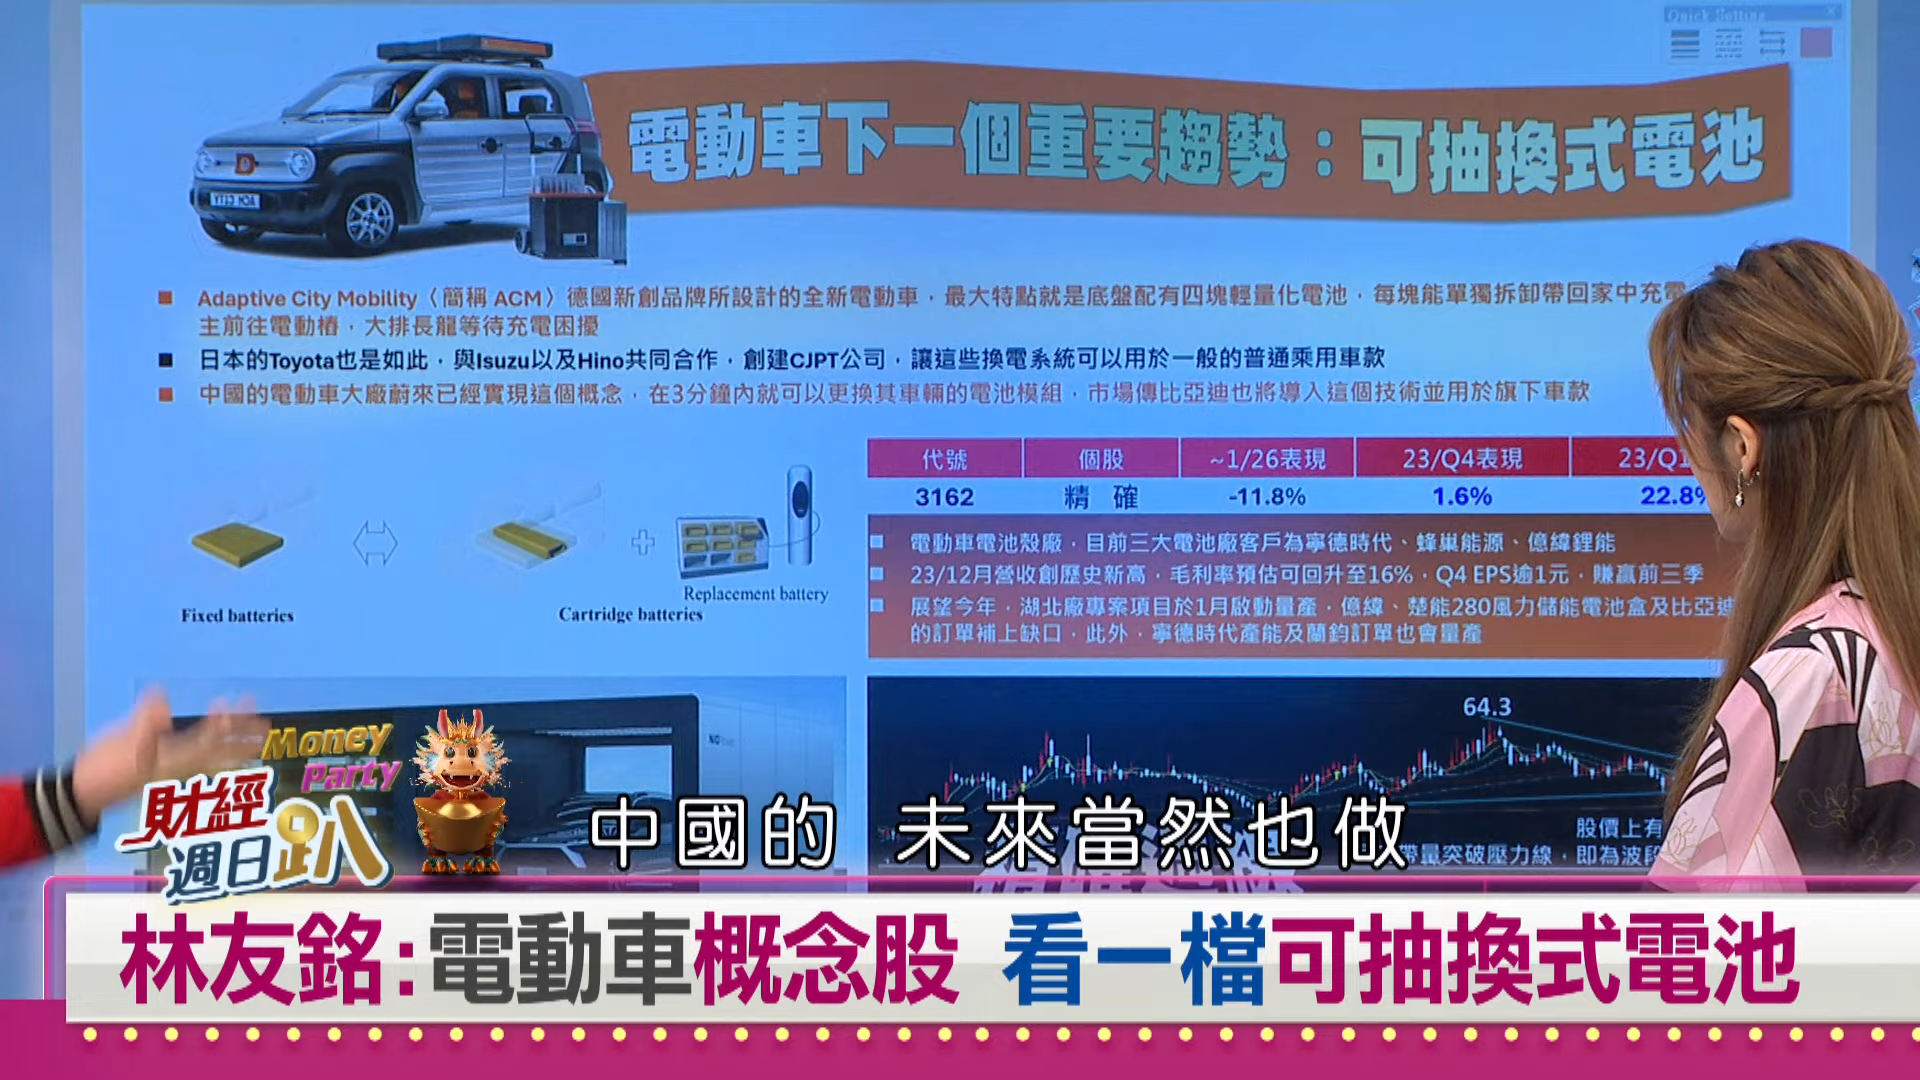 Quick Setting
電動車下一個重要趨勢：可抽換式電池
D
Adaptive City Mobility〈簡稱 ACM〉德國新創品牌所設計的全新電動車，最大特點就是底盤配有四塊輕量化電池，每塊能單獨拆卸帶回家中充電
主前往電動樁，大排長龍等待充電困擾
日本的Toyota也是如此，與Isuzu以及Hino共同合作，創建CJPT公司，讓這些換電系統可以用於一般的普通乘用車款
中國的電動車大廠蔚來已經實現這個概念，在3分鐘內就可以更換其車輛的電池模組，市場傳比亞迪也將導入這個技術並用於旗下車款
代號 個股 ~1/26表現 23/Q4表現 23/Q1
3162 精 確 -11.8% 1.6% 22.8%
電動車電池殼廠，目前三大電池廠客戶為寧德時代、蜂巢能源、億緯鋰能
23/12月營收創歷史新高，毛利率預估可回升至16%，Q4 EPS逾1元，賺贏前三季
展望今年，湖北廠專案項目於1月啟動量產，億緯、楚能280風力儲能電池盒及比亞迪
的訂單補上缺口，此外，寧德時代產能及蘭鈞訂單也會量產
Replacement battery
Fixed batteries
Cartridge batteries
64.3
股價上有
帶量突破壓力線，即為波段
Money Party
財經週日趴
中國的 未來當然也做
林友銘:電動車概念股 看一檔可抽換式電池